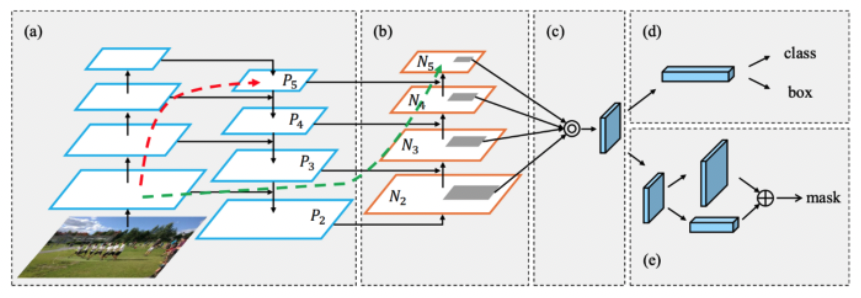 (a)
(b)
(c)
(d)
P5
P4
P3
P2
N5
N4
N3
N2
class
box
mask
(e)